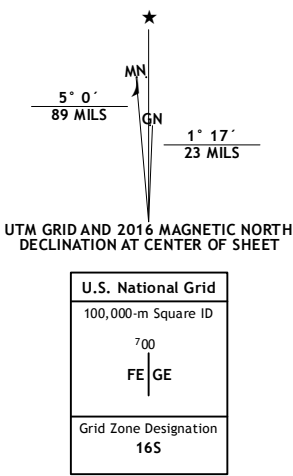 ★
MN
GN
5° 0´
89 MILS
1° 17´
23 MILS
UTM GRID AND 2016 MAGNETIC NORTH
DECLINATION AT CENTER OF SHEET
U.S. National Grid
100,000-m Square ID
⁷00
FE GE
Grid Zone Designation
16S